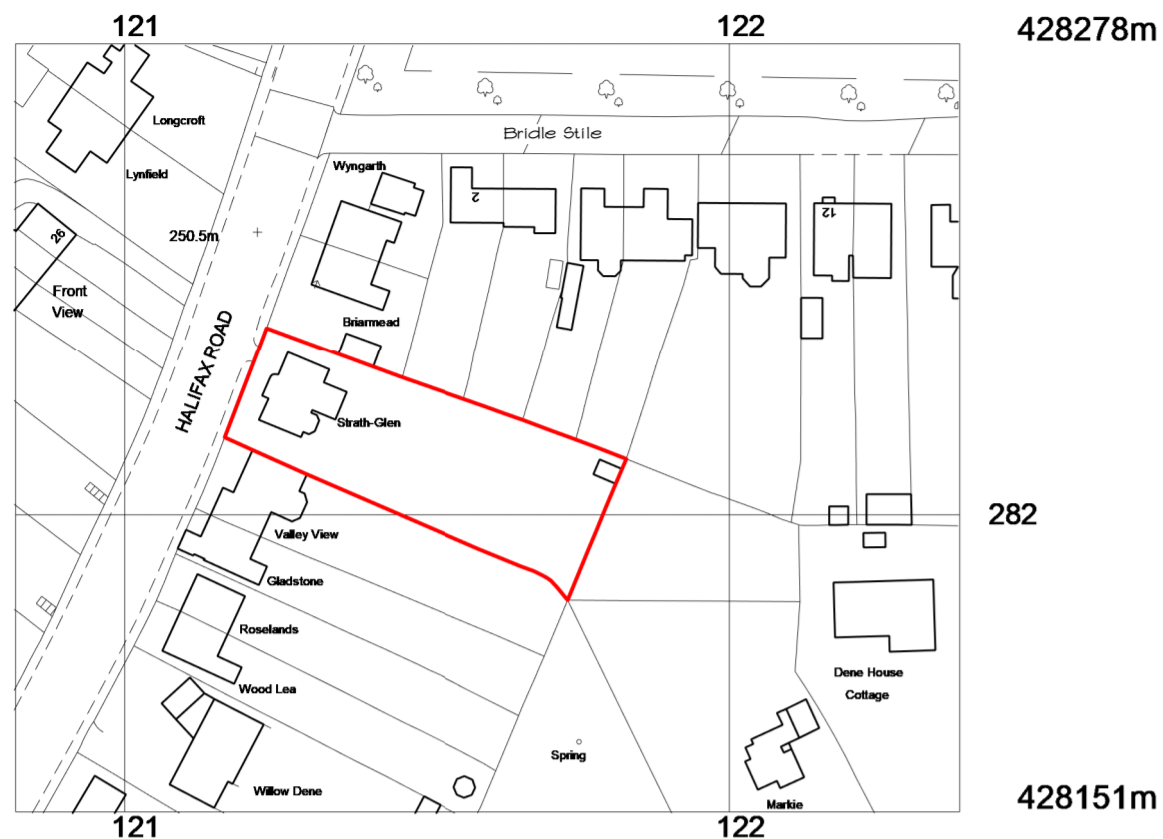 121
122
428278m
Longcroft
Bridle Stile
Wyngarth
Lynfield
2
12
250.5m
26
Front
View
Briarmead
HALIFAX ROAD
Strath-Glen
282
Valley View
Gladstone
Roselands
Dene House
Cottage
Wood Lea
Spring
Willow Dene
Markie
428151m
121
122